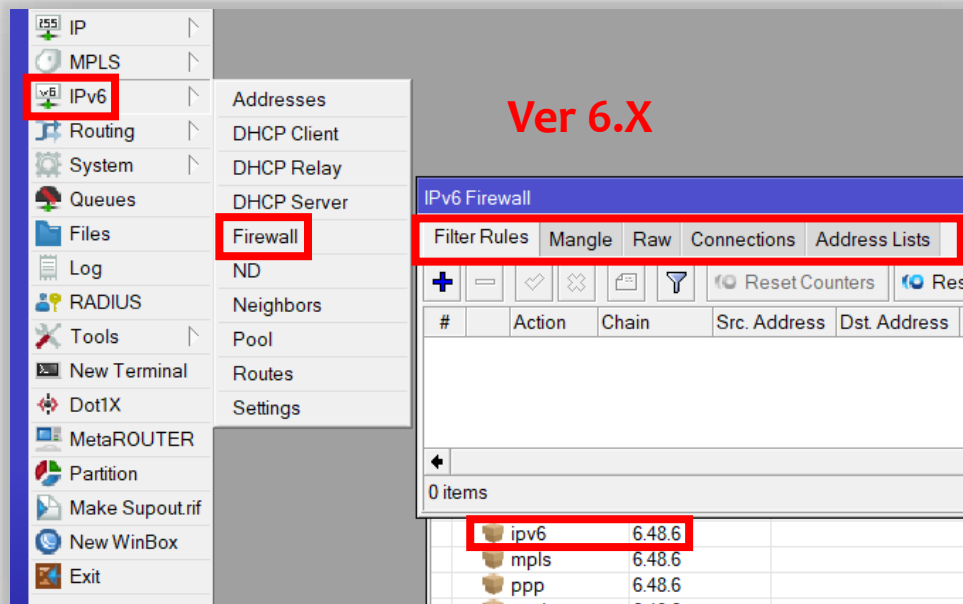 IP
MPLS
IPv6
Routing
System
Queues
Files
Log
RADIUS
Tools
New Terminal
Dot1X
MetaROUTER
Partition
Make Supout.rif
New WinBox
Exit
Addresses
DHCP Client
DHCP Relay
DHCP Server
Firewall
ND
Neighbors
Pool
Routes
Settings
Ver 6.X
IPv6 Firewall
Filter Rules Mangle Raw Connections Address Lists
Reset Counters
# Action Chain Src. Address Dst. Address
0 items
ipv6 6.48.6
mpls 6.48.6
ppp 6.48.6